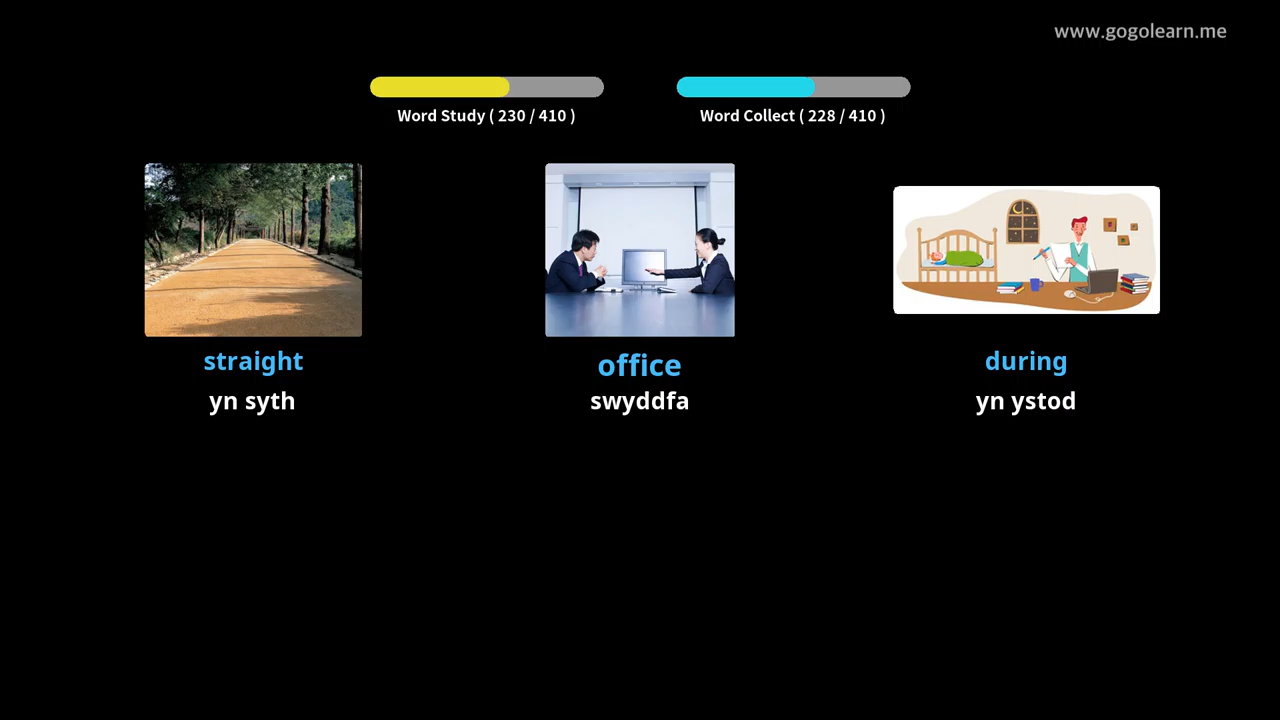 www.gogolearn.me
Word Study ( 230 / 410 )
Word Collect ( 228 / 410 )
straight
office
during
yn syth
swyddfa
yn ystod